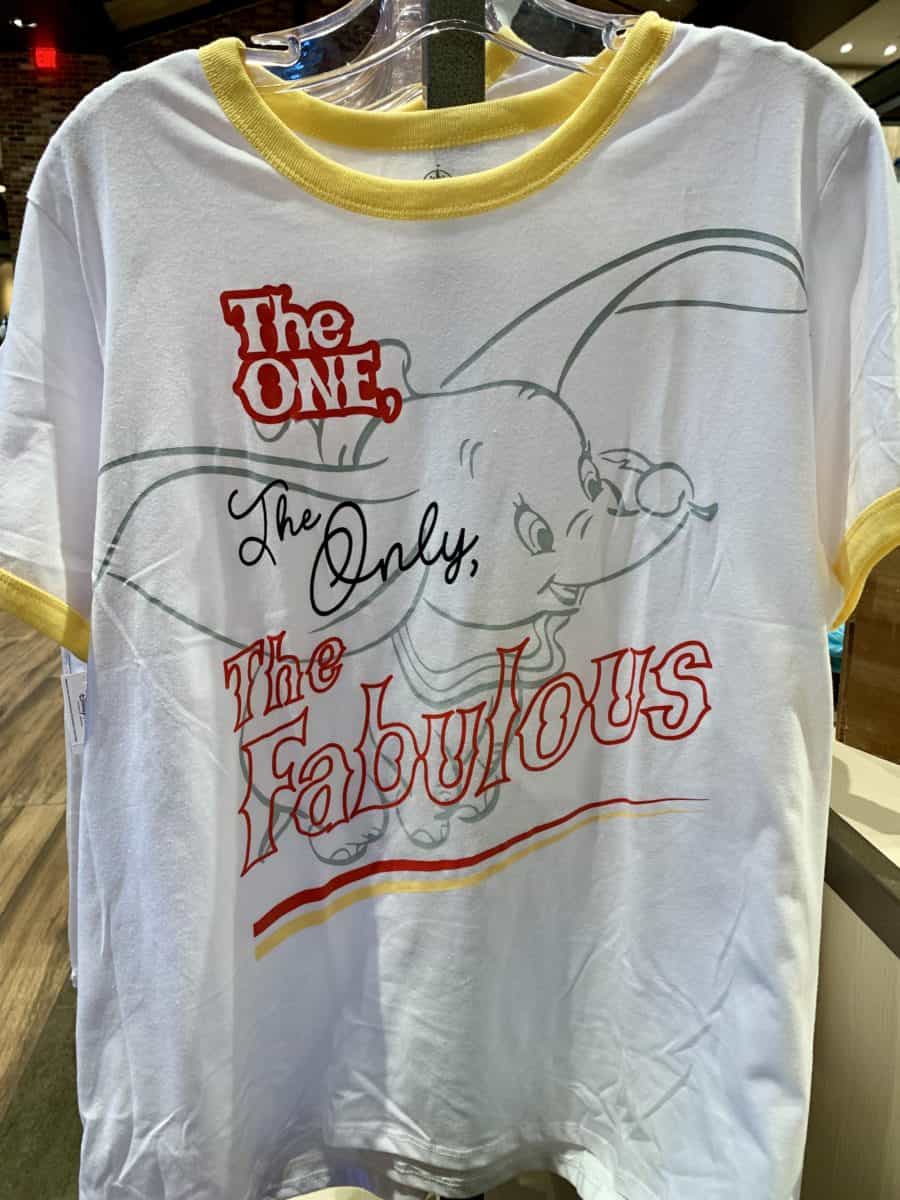 The
ONE,
The
Only,
The
Fabulous